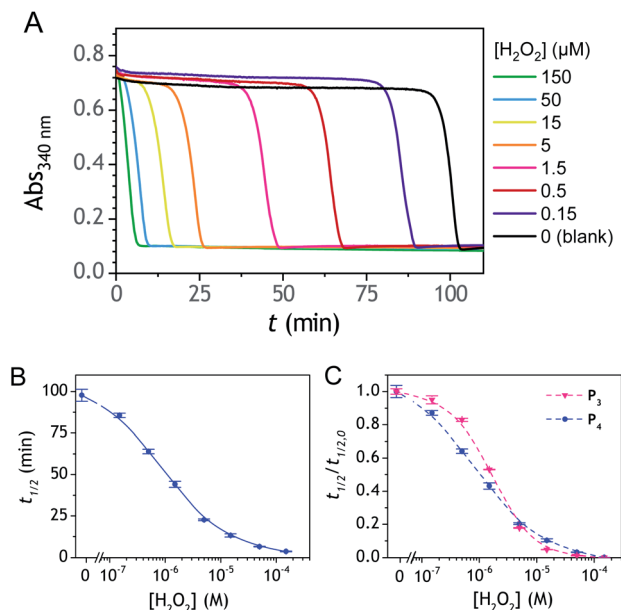 A
Abs340 nm
0.8
0.6
0.4
0.2
0.0
0
25
50
75
100
t (min)
[H2O2] (µM)
150
50
15
5
1.5
0.5
0.15
0 (blank)
B
t1/2 (min)
100
75
50
25
0
0
10⁻⁷
10⁻⁶
10⁻⁵
10⁻⁴
[H2O2] (M)
C
t1/2/t1/2,0
1.0
0.8
0.6
0.4
0.2
0.0
P3
P4
0
10⁻⁷
10⁻⁶
10⁻⁵
10⁻⁴
[H2O2] (M)